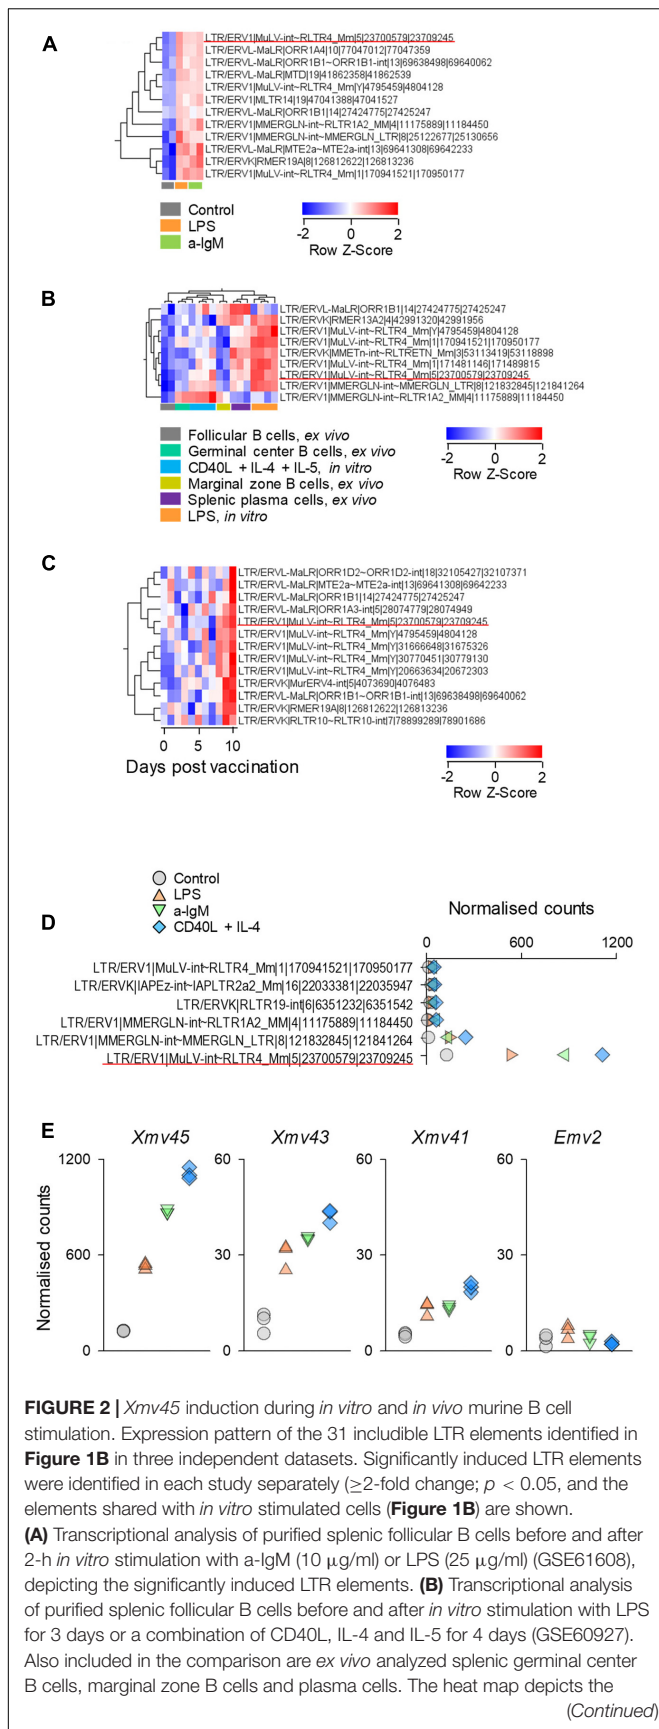 A
LTR/ERV1|MuLV-int~RLTR4_Mm|5|23700579|23709245
LTR/ERVL-MaLR|ORR1A4|10|77047012|77047359
LTR/ERVL-MaLR|ORR1B1~ORR1B1-int|13|69638498|69640062
LTR/ERVL-MaLR|MTD|19|41862358|41862539
LTR/ERV1|MuLV-int~RLTR4_Mm|Y|4795459|4804128
LTR/ERV1|MLTR14|19|47041388|47041527
LTR/ERVL-MaLR|ORR1B1|14|27424775|27425247
LTR/ERV1|MMERGLN-int~RLTR1A2_MM|4|11175889|11184450
LTR/ERV1|MMERGLN-int~MMERGLN_LTR|8|25122677|25130656
LTR/ERVL-MaLR|MTE2a~MTE2a-int|13|69641308|69642233
LTR/ERVK|RMER19A|8|126812622|126813236
LTR/ERV1|MuLV-int~RLTR4_Mm|1|170941521|170950177
Control
LPS
a-IgM
-2 0 2
Row Z-Score
B
LTR/ERVL-MaLR|ORR1B1|14|27424775|27425247
LTR/ERVK|RMER13A2|4|42991320|42991956
LTR/ERV1|MuLV-int~RLTR4_Mm|Y|4795459|4804128
LTR/ERV1|MuLV-int~RLTR4_Mm|1|170941521|170950177
LTR/ERVK|MMETn-int~RLTRETN_Mm|3|53113419|53118898
LTR/ERV1|MuLV-int~RLTR4_Mm|1|171481146|171489815
LTR/ERV1|MuLV-int~RLTR4_Mm|5|23700579|23709245
LTR/ERV1|MMERGLN-int~MMERGLN_LTR|8|121832845|121841264
LTR/ERV1|MMERGLN-int~RLTR1A2_MM|4|11175889|11184450
Follicular B cells, ex vivo
Germinal center B cells, ex vivo
CD40L + IL-4 + IL-5, in vitro
Marginal zone B cells, ex vivo
Splenic plasma cells, ex vivo
LPS, in vitro
-2 0 2
Row Z-Score
C
LTR/ERVL-MaLR|ORR1D2~ORR1D2-int|18|32105427|32107371
LTR/ERVL-MaLR|MTE2a~MTE2a-int|13|69641308|69642233
LTR/ERVL-MaLR|ORR1B1|14|27424775|27425247
LTR/ERVL-MaLR|ORR1A3-int|5|28074779|28074949
LTR/ERV1|MuLV-int~RLTR4_Mm|5|23700579|23709245
LTR/ERV1|MuLV-int~RLTR4_Mm|Y|4795459|4804128
LTR/ERV1|MuLV-int~RLTR4_Mm|Y|31666648|31675326
LTR/ERV1|MuLV-int~RLTR4_Mm|Y|30770451|30779130
LTR/ERV1|MuLV-int~RLTR4_Mm|Y|20663634|20672303
LTR/ERVK|MurERV4-int|5|4073690|4076483
LTR/ERVL-MaLR|ORR1B1~ORR1B1-int|13|69638498|69640062
LTR/ERVK|RMER19A|8|126812622|126813236
LTR/ERVK|RLTR10~RLTR10-int|7|78899289|78901686
0 5 10
Days post vaccination
-2 0 2
Row Z-Score
Control
LPS
a-IgM
CD40L + IL-4
D
Normalised counts
0 600 1200
LTR/ERV1|MuLV-int~RLTR4_Mm|1|170941521|170950177
LTR/ERVK|IAPEz-int~IAPLTR2a2_Mm|16|22033381|22035947
LTR/ERVK|RLTR19-int|6|6351232|6351542
LTR/ERV1|MMERGLN-int~RLTR1A2_MM|4|11175889|11184450
LTR/ERV1|MMERGLN-int~MMERGLN_LTR|8|121832845|121841264
LTR/ERV1|MuLV-int~RLTR4_Mm|5|23700579|23709245
E
Xmv45 Xmv43 Xmv41 Emv2
Normalised counts
1200 60 60 60
600 30 30 30
0 0 0 0
FIGURE 2 | Xmv45 induction during in vitro and in vivo murine B cell
stimulation. Expression pattern of the 31 includible LTR elements identified in
Figure 1B in three independent datasets. Significantly induced LTR elements
were identified in each study separately (≥2-fold change; p < 0.05, and the
elements shared with in vitro stimulated cells (Figure 1B) are shown.
(A) Transcriptional analysis of purified splenic follicular B cells before and after
2-h in vitro stimulation with a-IgM (10 μg/ml) or LPS (25 μg/ml) (GSE61608),
depicting the significantly induced LTR elements. (B) Transcriptional analysis
of purified splenic follicular B cells before and after in vitro stimulation with LPS
for 3 days or a combination of CD40L, IL-4 and IL-5 for 4 days (GSE60927).
Also included in the comparison are ex vivo analyzed splenic germinal center
B cells, marginal zone B cells and plasma cells. The heat map depicts the
(Continued)